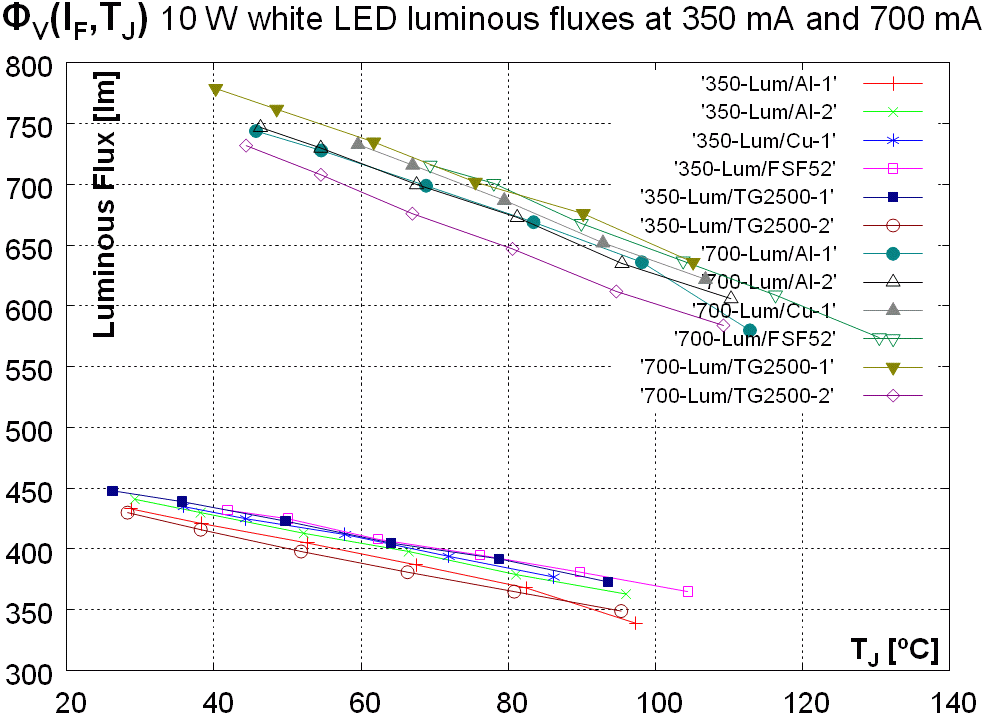 ΦV(IF,TJ) 10 W white LED luminous fluxes at 350 mA and 700 mA
800
750
700
650
600
550
500
450
400
350
300
Luminous Flux [lm]
'350-Lum/Al-1'
'350-Lum/Al-2'
'350-Lum/Cu-1'
'350-Lum/FSF52'
'350-Lum/TG2500-1'
'350-Lum/TG2500-2'
'700-Lum/Al-1'
'700-Lum/Al-2'
'700-Lum/Cu-1'
'700-Lum/FSF52'
'700-Lum/TG2500-1'
'700-Lum/TG2500-2'
TJ [ºC]
20 40 60 80 100 120 140